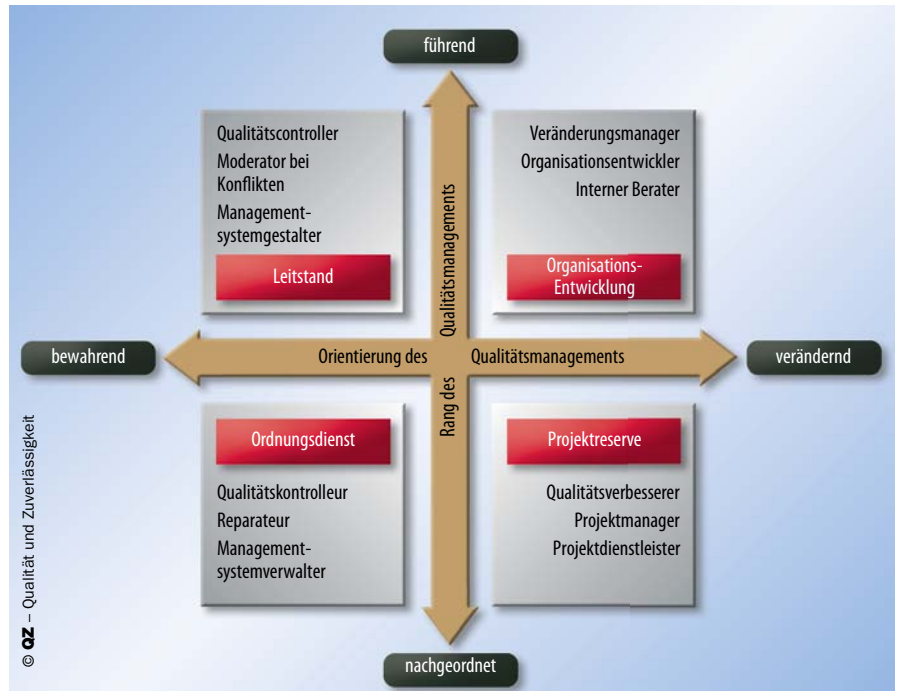 führend
Qualitätscontroller
Moderator bei
Konflikten
Management-
systemgestalter
Leitstand
Veränderungsmanager
Organisationsentwickler
Interner Berater
Organisations-
Entwicklung
bewahrend
Orientierung des Qualitätsmanagements
verändernd
Rang des Qualitätsmanagements
Ordnungsdienst
Qualitätskontrolleur
Reparateur
Management-
systemverwalter
Projektreserve
Qualitätsverbesserer
Projektmanager
Projektdienstleister
nachgeordnet
© QZ – Qualität und Zuverlässigkeit